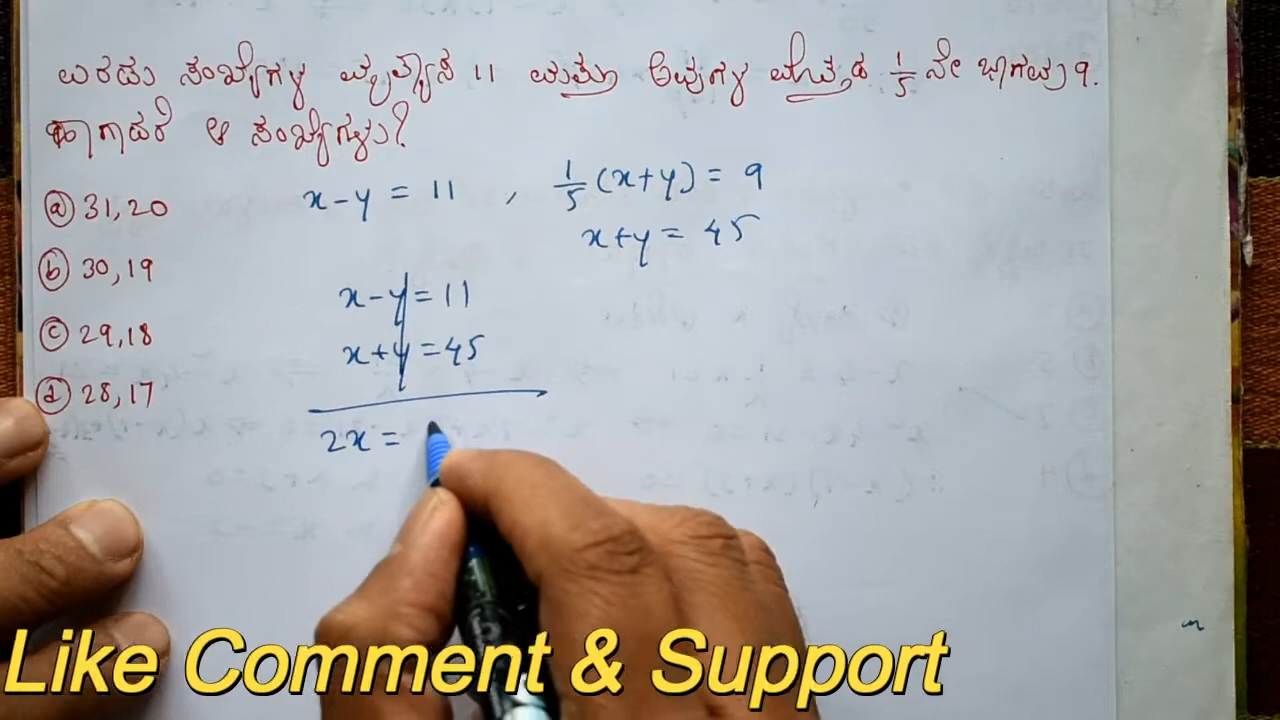 ಎರಡು ಸಂಖ್ಯೆಗಳ ವ್ಯತ್ಯಾಸ 11 ಮತ್ತು ಅವುಗಳ ಮೊತ್ತದ 1/5 ನೇ ಭಾಗವು 9.
ಹಾಗಾದರೆ ಆ ಸಂಖ್ಯೆಗಳು?
ⓐ 31, 20
ⓑ 30, 19
ⓒ 29, 18
ⓓ 28, 17
x - y = 11 , 1/5 (x+y) = 9
x+y = 45
x - y = 11
x + y = 45
2x =
Like Comment & Support